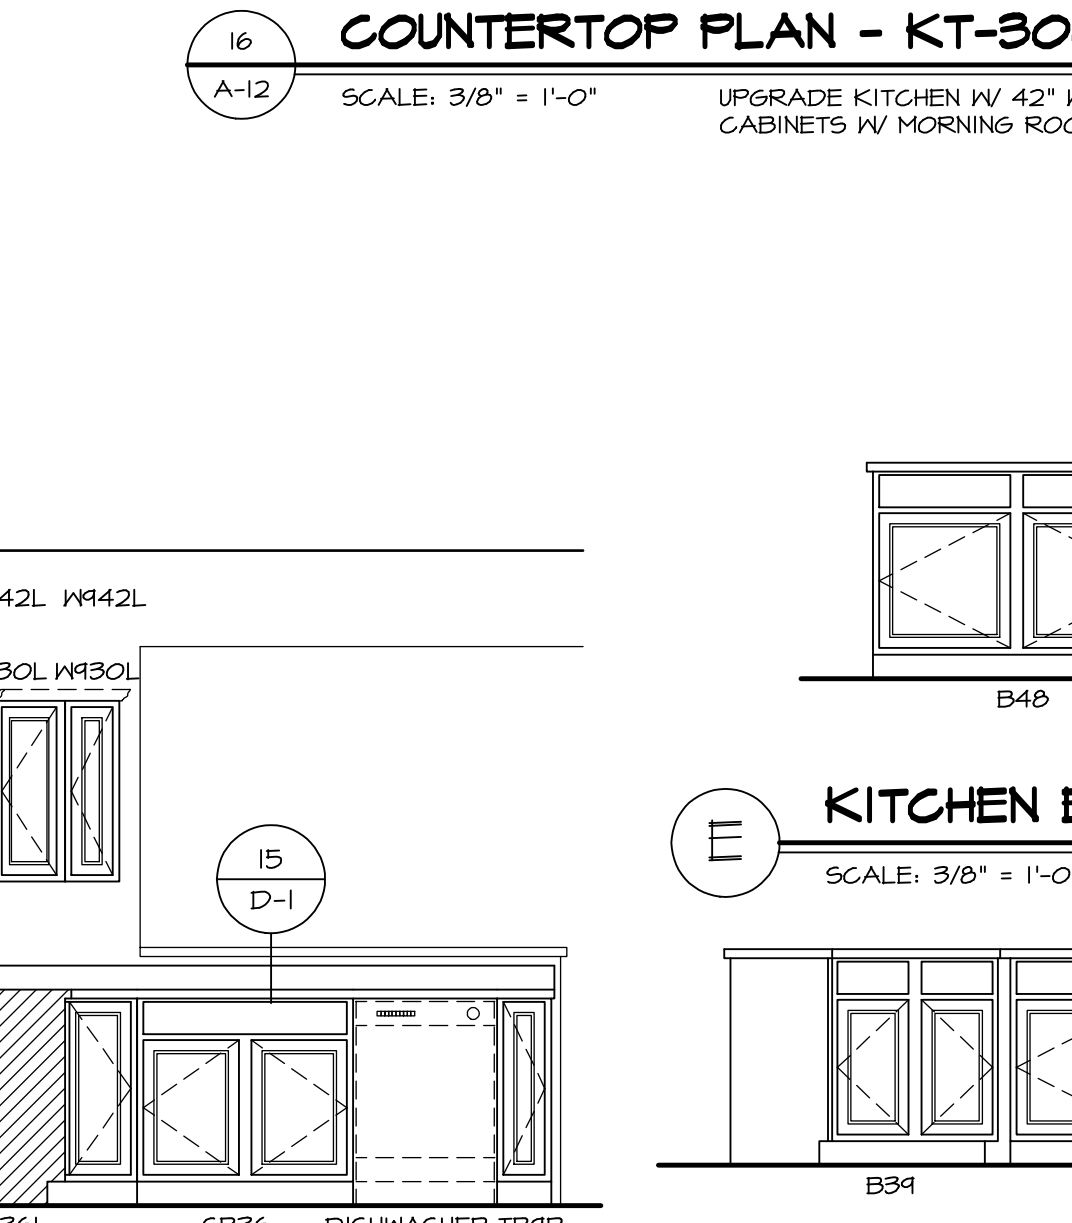 16
A-12
COUNTERTOP PLAN - KT-30
SCALE: 3/8" = 1'-0"
UPGRADE KITCHEN W/ 42"
CABINETS W/ MORNING
42L W942L
30L W930L
B48
KITCHEN
E
SCALE: 3/8" = 1'-0
15
D-1
B39